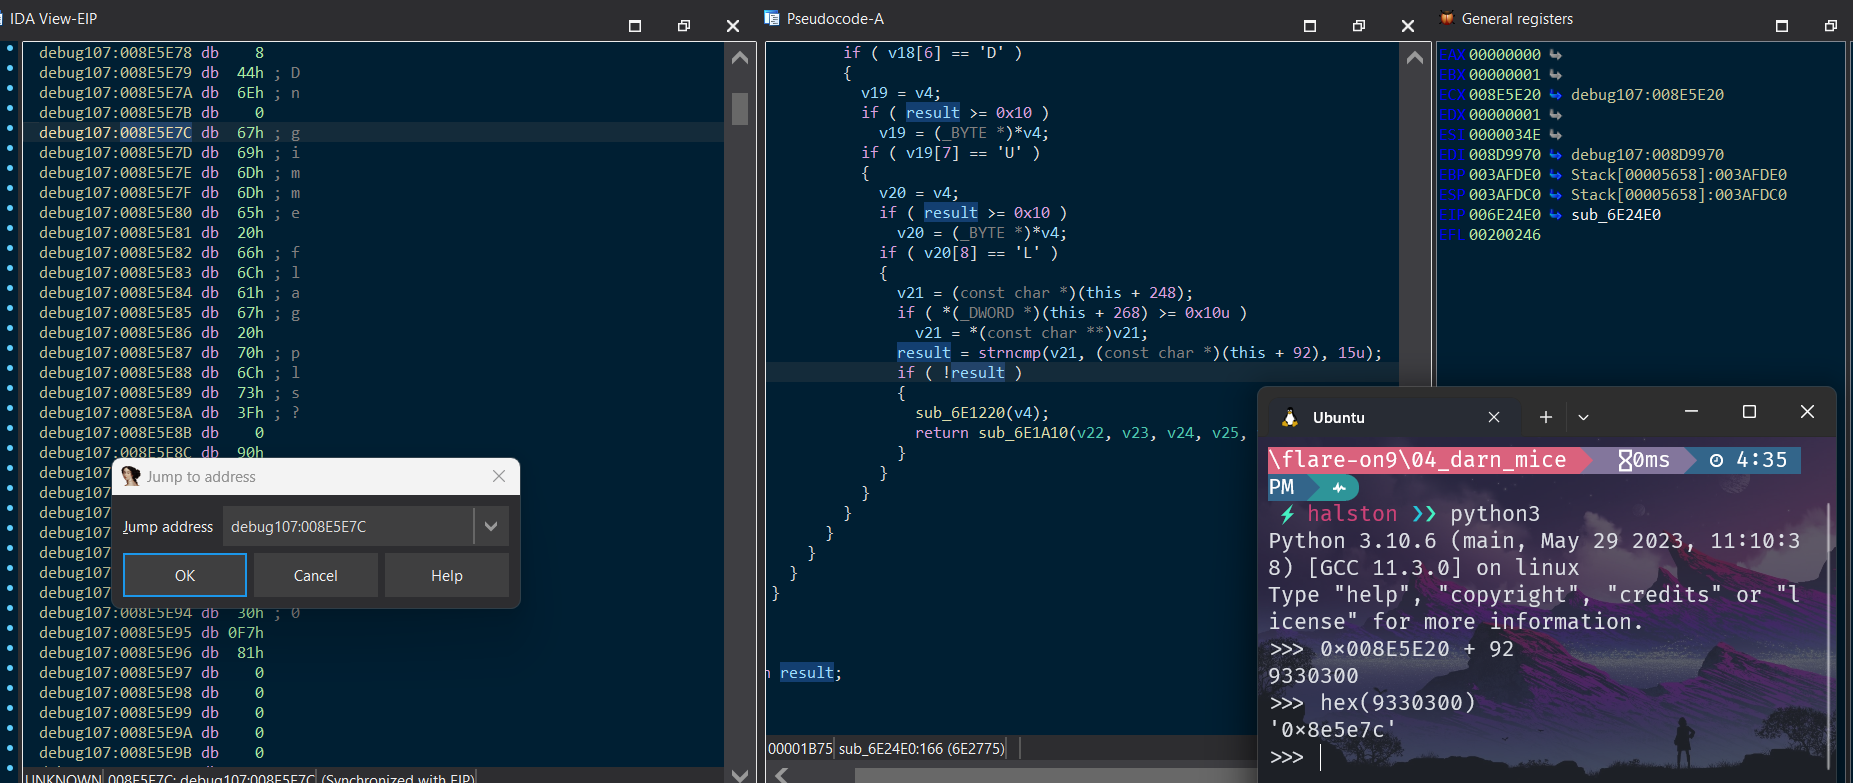 IDA View-EIP
debug107:008E5E78 db 8
debug107:008E5E79 db 44h ; D
debug107:008E5E7A db 6Eh ; n
debug107:008E5E7B db 0
debug107:008E5E7C db 67h ; g
debug107:008E5E7D db 69h ; i
debug107:008E5E7E db 6Dh ; m
debug107:008E5E7F db 6Dh ; m
debug107:008E5E80 db 65h ; e
debug107:008E5E81 db 20h
debug107:008E5E82 db 66h ; f
debug107:008E5E83 db 6Ch ; l
debug107:008E5E84 db 61h ; a
debug107:008E5E85 db 67h ; g
debug107:008E5E86 db 20h
debug107:008E5E87 db 70h ; p
debug107:008E5E88 db 6Ch ; l
debug107:008E5E89 db 73h ; s
debug107:008E5E8A db 3Fh ; ?
debug107:008E5E8B db 0
debug107:008E5E8C db 90h
debug107
debug107
debug107
debug107
debug107
debug107
debug107
debug107:008E5E94 db 30h ; 0
debug107:008E5E95 db 0F7h
debug107:008E5E96 db 81h
debug107:008E5E97 db 0
debug107:008E5E98 db 0
debug107:008E5E99 db 0
debug107:008E5E9A db 0
debug107:008E5E9B db 0
UNKNOWN 008E5E7C: debug107:008E5E7C (Synchronized with EIP)
Jump to address
Jump address debug107:008E5E7C
OK Cancel Help
Pseudocode-A
if ( v18[6] == 'D' )
{
v19 = v4;
if ( result >= 0x10 )
v19 = (_BYTE *)*v4;
if ( v19[7] == 'U' )
{
v20 = v4;
if ( result >= 0x10 )
v20 = (_BYTE *)*v4;
if ( v20[8] == 'L' )
{
v21 = (const char *)(this + 248);
if ( *(_DWORD *)(this + 268) >= 0x10u )
v21 = *(const char **)v21;
result = strncmp(v21, (const char *)(this + 92), 15u);
if ( !result )
{
sub_6E1220(v4);
return sub_6E1A10(v22, v23, v24, v25,
}
}
}
}
}
}
}
}
result;
00001B75 sub_6E24E0:166 (6E2775)
General registers
EAX 00000000
EBX 00000001
ECX 008E5E20 debug107:008E5E20
EDX 00000001
ESI 0000034E
EDI 008D9970 debug107:008D9970
EBP 003AFDE0 Stack[00005658]:003AFDE0
ESP 003AFDC0 Stack[00005658]:003AFDC0
EIP 006E24E0 sub_6E24E0
EFL 00200246
Ubuntu
\flare-on9\04_darn_mice 0ms 4:35
PM
halston ❯❯ python3
Python 3.10.6 (main, May 29 2023, 11:10:3
8) [GCC 11.3.0] on linux
Type "help", "copyright", "credits" or "l
icense" for more information.
>>> 0x008E5E20 + 92
9330300
>>> hex(9330300)
'0x8e5e7c'
>>>